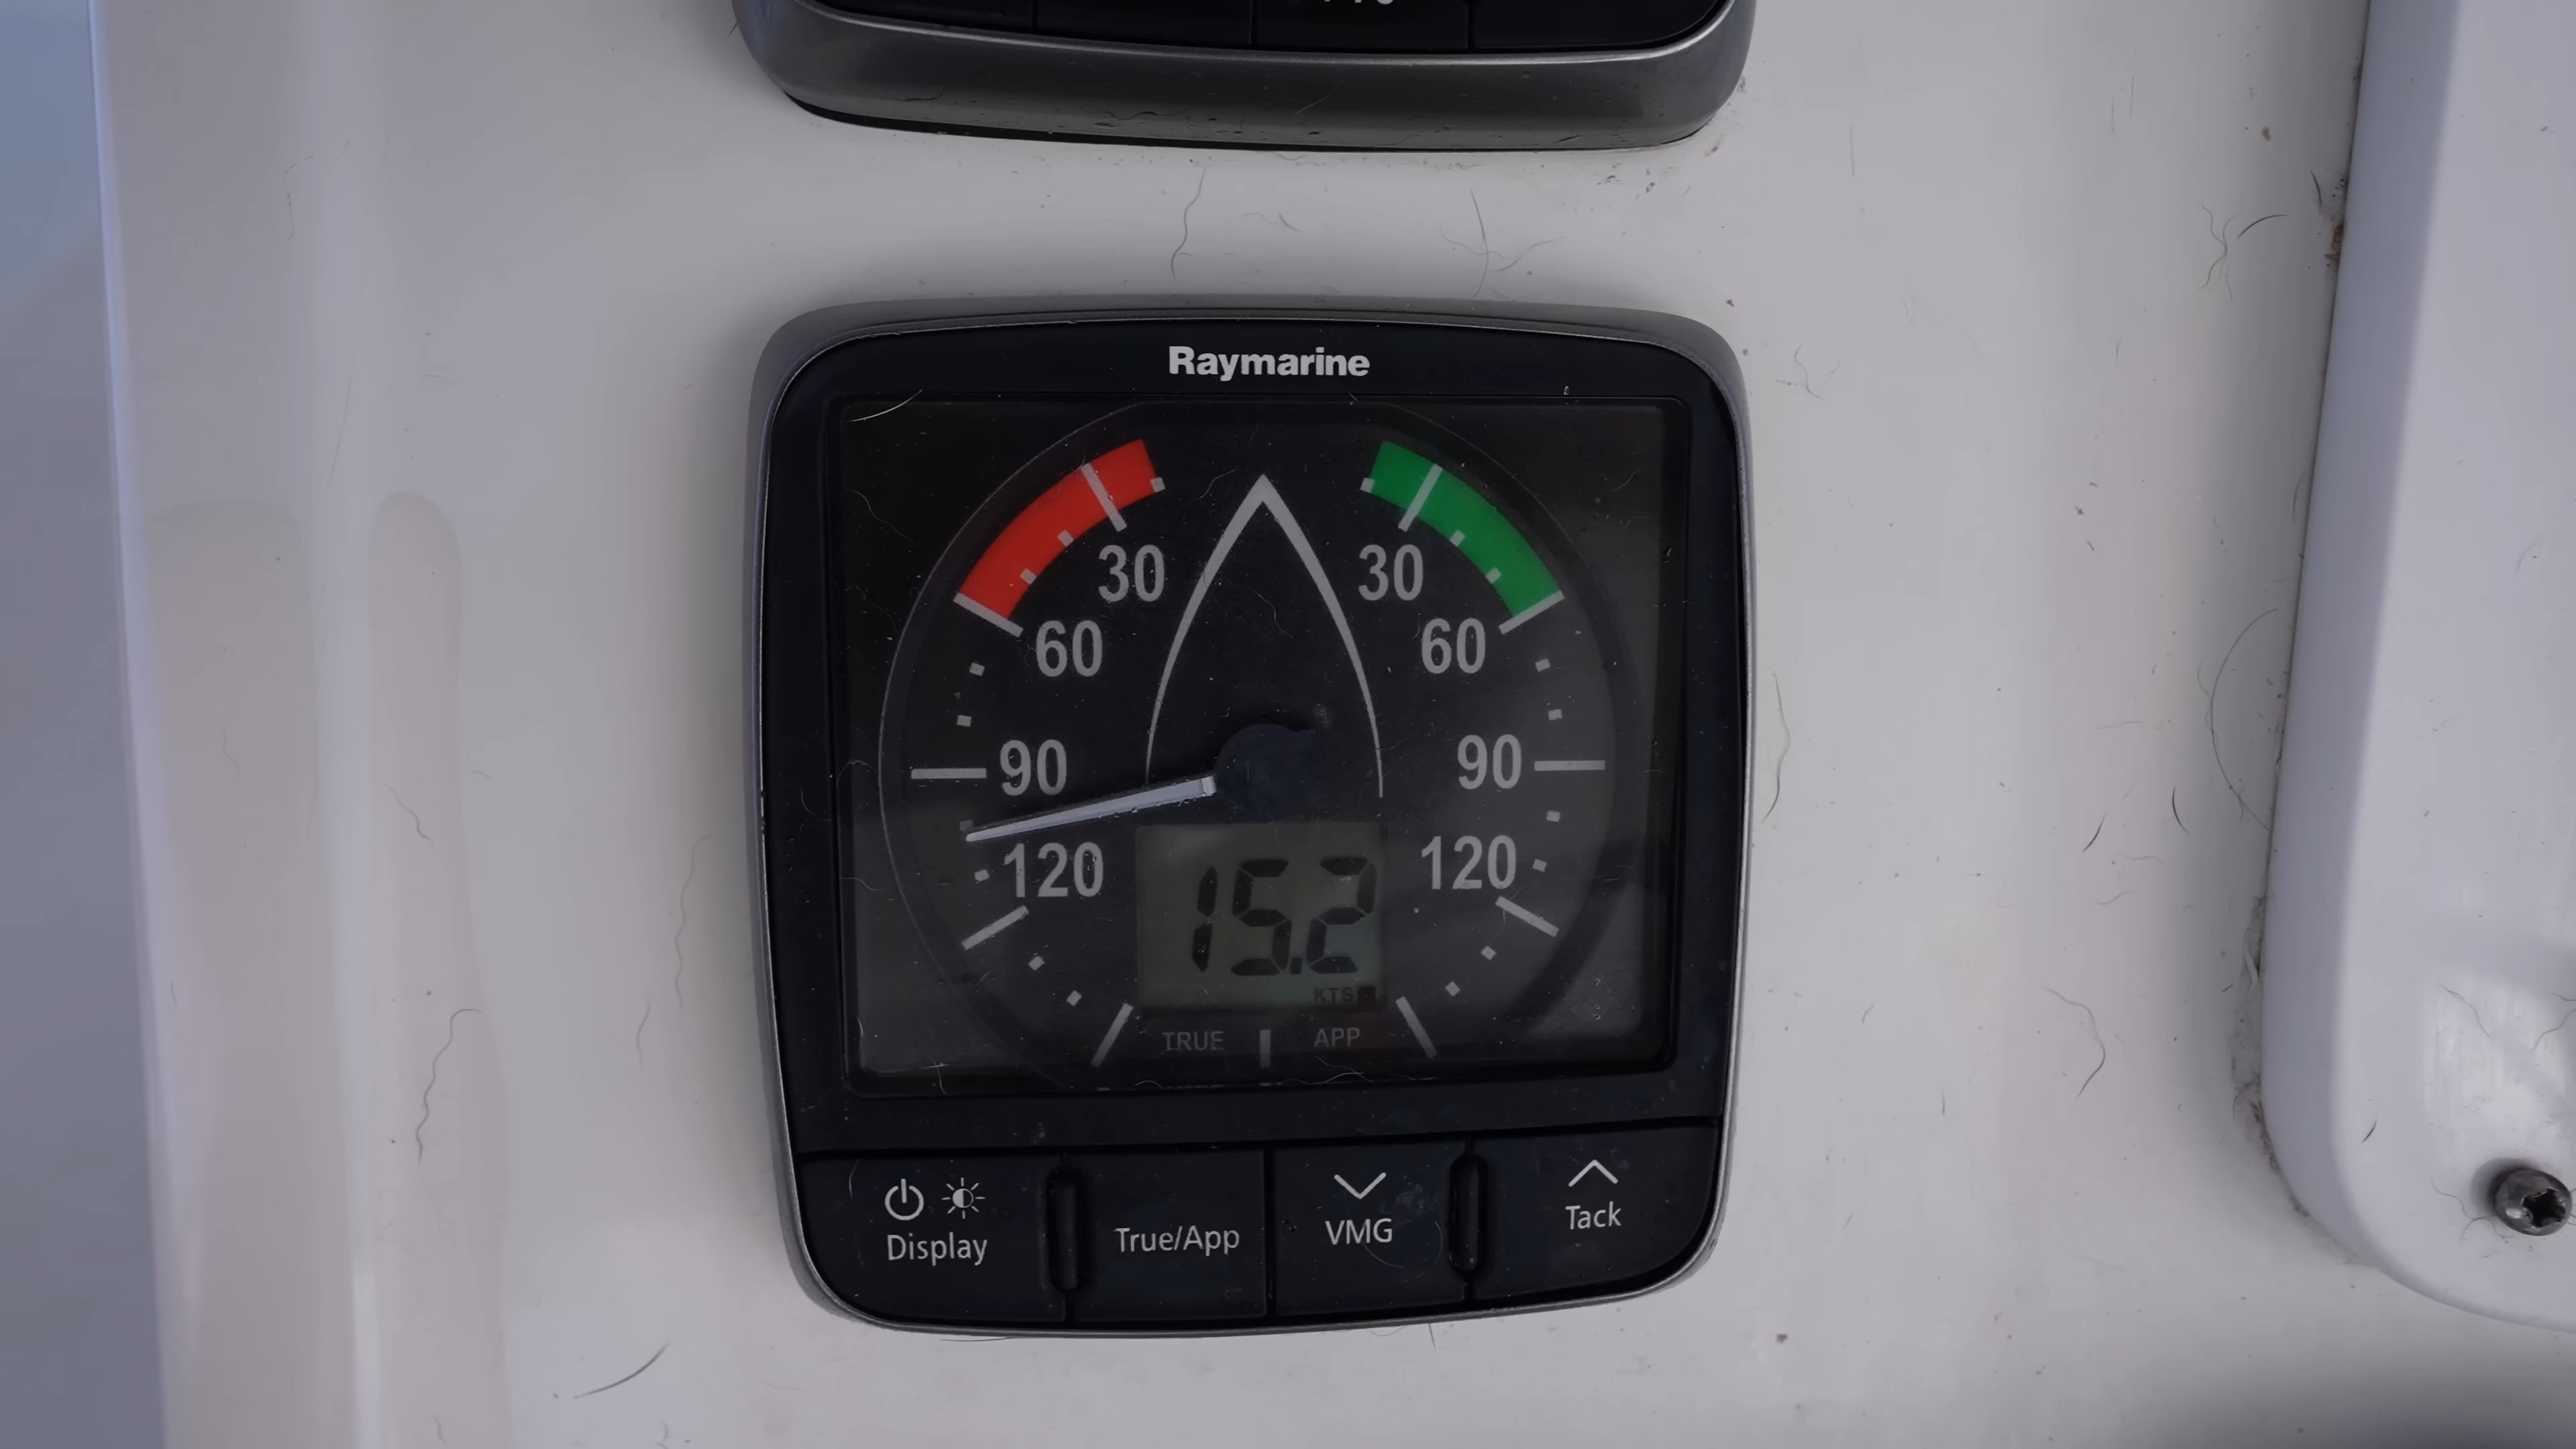 Raymarine
30 30
60 60
90 90
120 120
15.2
KTS
TRUE APP
Display True/App VMG Tack